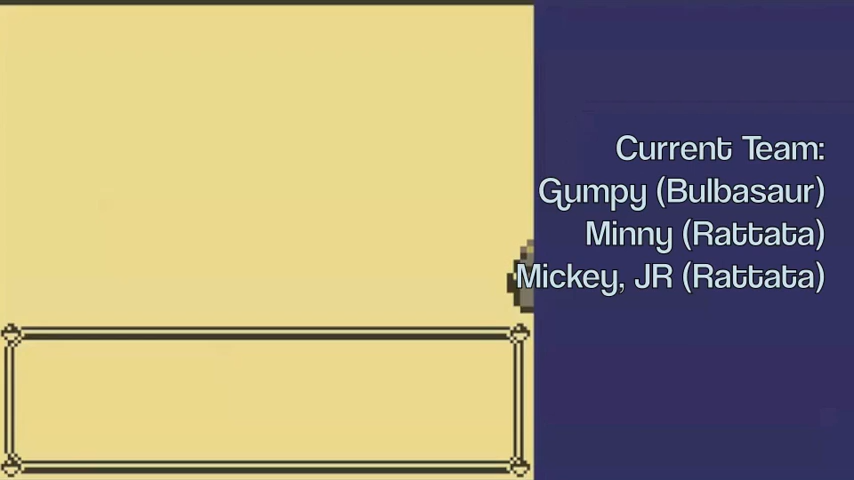 Current Team:
Gumpy (Bulbasaur)
Minny (Rattata)
Mickey, JR (Rattata)